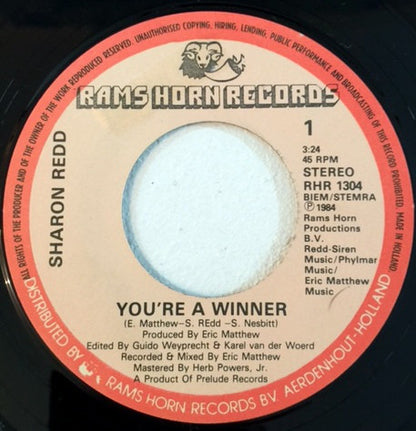 ALL RIGHTS OF THE PRODUCER AND OF THE OWNER OF THE WORK REPRODUCED RESERVED. UNAUTHORISED COPYING, HIRING, LENDING, PUBLIC PERFORMANCE AND BROADCASTING OF THIS RECORD PROHIBITED. MADE IN HOLLAND.
RAMS HORN RECORDS
SHARON REDD
1
3:24
45 RPM
STEREO
RHR 1304
BIEM/STEMRA
Ⓟ 1984
Rams Horn
Productions
B.V.
Redd-Siren
Music/Phylmar
Music/
Eric Matthew
Music
YOU'RE A WINNER
(E. Matthew-S. REdd -S. Nesbitt)
Produced By Eric Matthew
Edited By Guido Weyprecht & Karel van der Woerd
Recorded & Mixed By Eric Matthew
Mastered By Herb Powers, Jr.
A Product Of Prelude Records
DISTRIBUTED BY RAMS HORN RECORDS BV. AERDENHOUT-HOLLAND